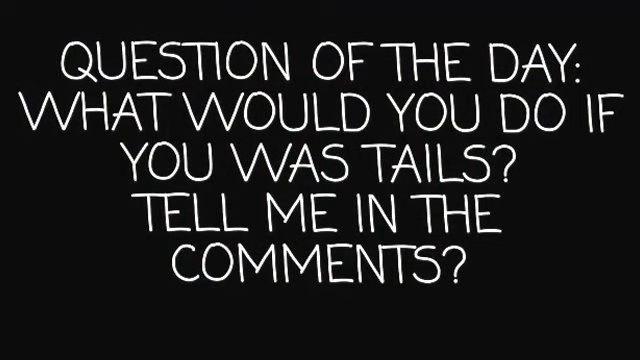 QUESTION OF THE DAY:
WHAT WOULD YOU DO IF
YOU WAS TAILS?
TELL ME IN THE
COMMENTS?